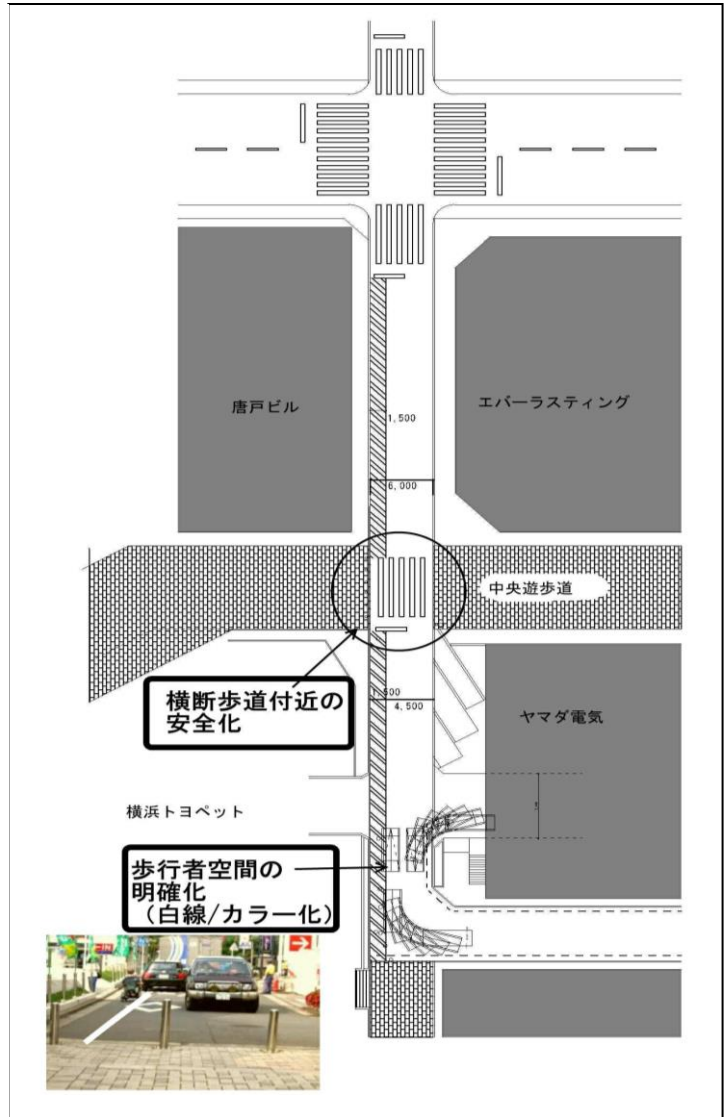 唐戸ビル
エバーラスティング
1,500
6,000
中央遊歩道
横断歩道付近の
安全化
1,500
4,500
ヤマダ電気
横浜トヨペット
歩行者空間の
明確化
（白線/カラー化）